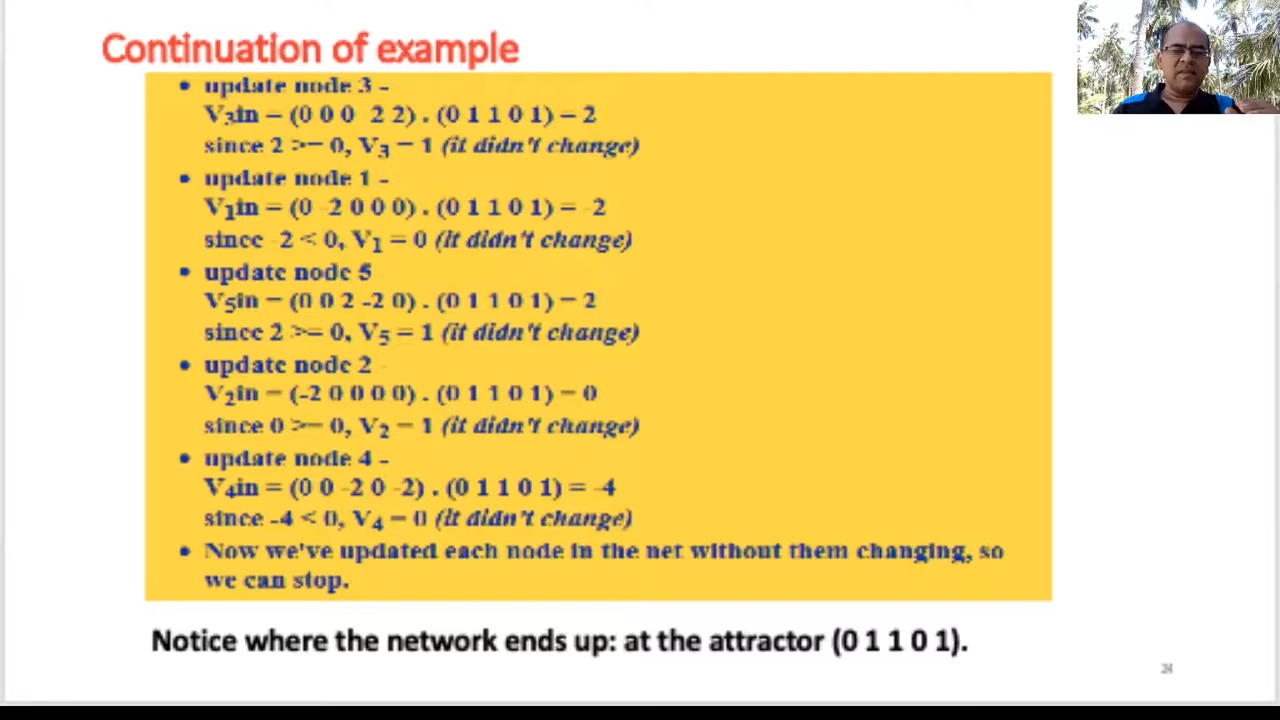 Continuation of example
• update node 3 -
V3in = (0 0 0 -2 2) . (0 1 1 0 1) = 2
since 2 >= 0, V3 = 1 (it didn't change)
• update node 1 -
V1in = (0 -2 0 0 0) . (0 1 1 0 1) = -2
since -2 < 0, V1 = 0 (it didn't change)
• update node 5
V5in = (0 0 2 -2 0) . (0 1 1 0 1) = 2
since 2 >= 0, V5 = 1 (it didn't change)
• update node 2
V2in = (-2 0 0 0 0) . (0 1 1 0 1) = 0
since 0 >= 0, V2 = 1 (it didn't change)
• update node 4 -
V4in = (0 0 -2 0 -2) . (0 1 1 0 1) = -4
since -4 < 0, V4 = 0 (it didn't change)
• Now we've updated each node in the net without them changing, so
we can stop.
Notice where the network ends up: at the attractor (0 1 1 0 1).
24